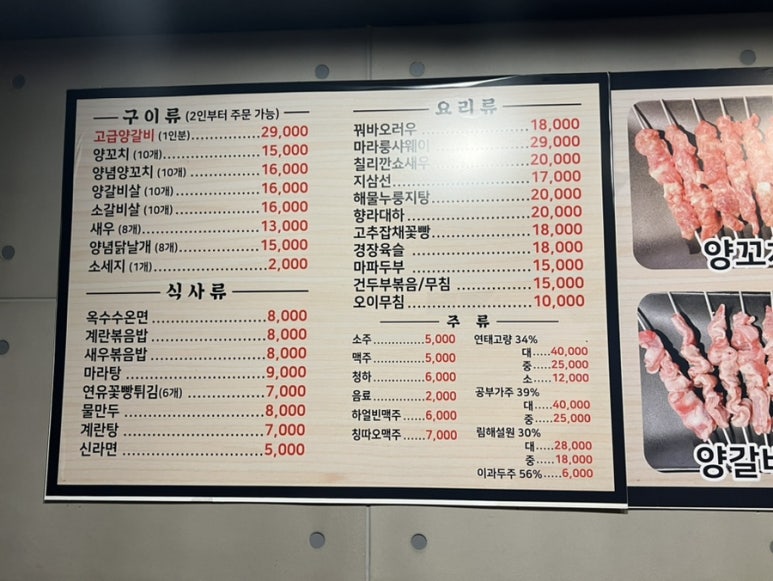 구이류 (2인부터 주문 가능)
고급양갈비 (1인분)..........29,000
양꼬치 (10개)..........15,000
양념양꼬치 (10개)..........16,000
양갈비살 (10개)..........16,000
소갈비살 (10개)..........16,000
새우 (8개)..........13,000
양념닭날개 (8개)..........15,000
소세지 (1개)..........2,000
식사류
옥수수온면..........8,000
계란볶음밥..........8,000
새우볶음밥..........8,000
마라탕..........9,000
연유꽃빵튀김(6개)..........7,000
물만두..........8,000
계란탕..........7,000
신라면..........5,000
요리류
꿔바오러우..........18,000
마라룽샤웨이..........29,000
칠리깐쇼새우..........20,000
지삼선..........17,000
해물누룽지탕..........20,000
향라대하..........20,000
고추잡채꽃빵..........18,000
경장육슬..........18,000
마파두부..........15,000
건두부볶음/무침..........15,000
오이무침..........10,000
주 류
소주..........5,000
맥주..........5,000
청하..........6,000
음료..........2,000
하얼빈맥주......6,000
칭따오맥주......7,000
연태고량 34%
대.....40,000
중.....25,000
소.....12,000
공부가주 39%
대.....40,000
중.....25,000
림해설원 30%
대.....28,000
중.....18,000
이과두주 56%.....6,000
양꼬
양갈